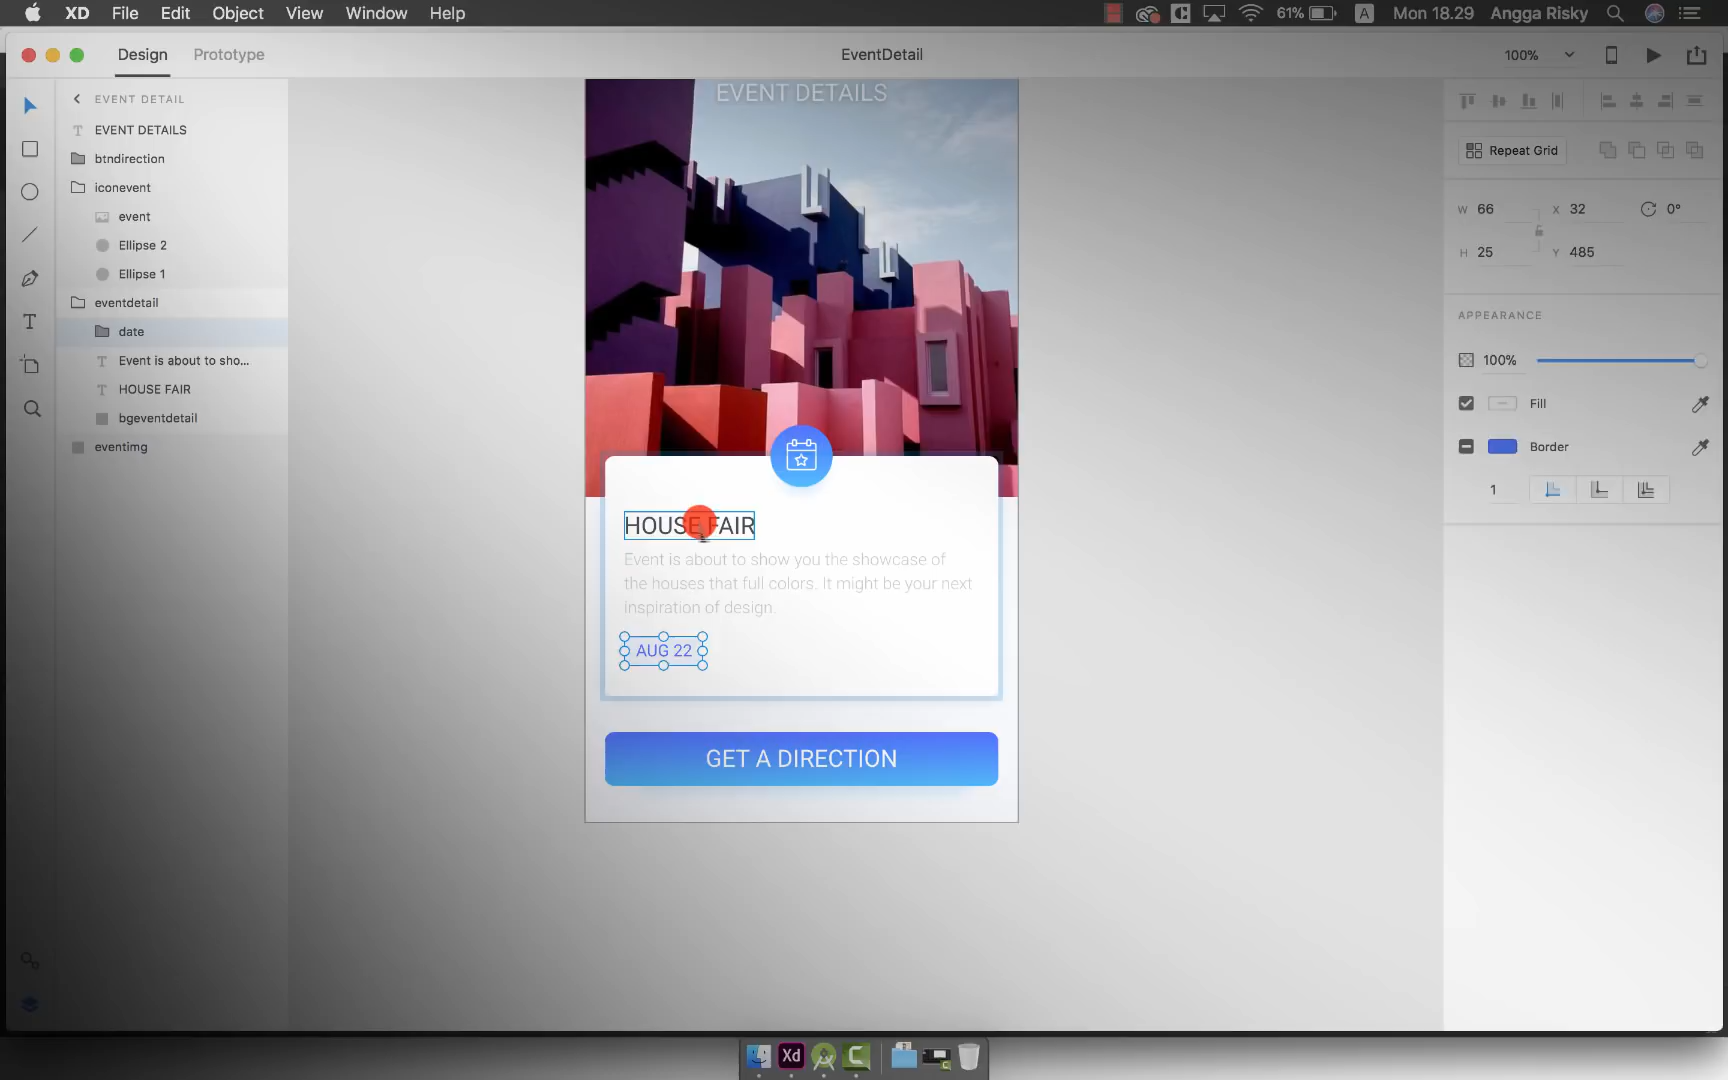 XD File Edit Object View Window Help
61% A Mon 18.29 Angga Risky
Design Prototype
EventDetail
100%
EVENT DETAIL
EVENT DETAILS
btndirection
iconevent
event
Ellipse 2
Ellipse 1
eventdetail
date
Event is about to sho...
HOUSE FAIR
bgeventdetail
eventimg
EVENT DETAILS
HOUSE FAIR
Event is about to show you the showcase of
the houses that full colors. It might be your next
inspiration of design.
AUG 22
GET A DIRECTION
Repeat Grid
W 66 X 32 0°
H 25 Y 485
APPEARANCE
100%
Fill
Border
1
Xd